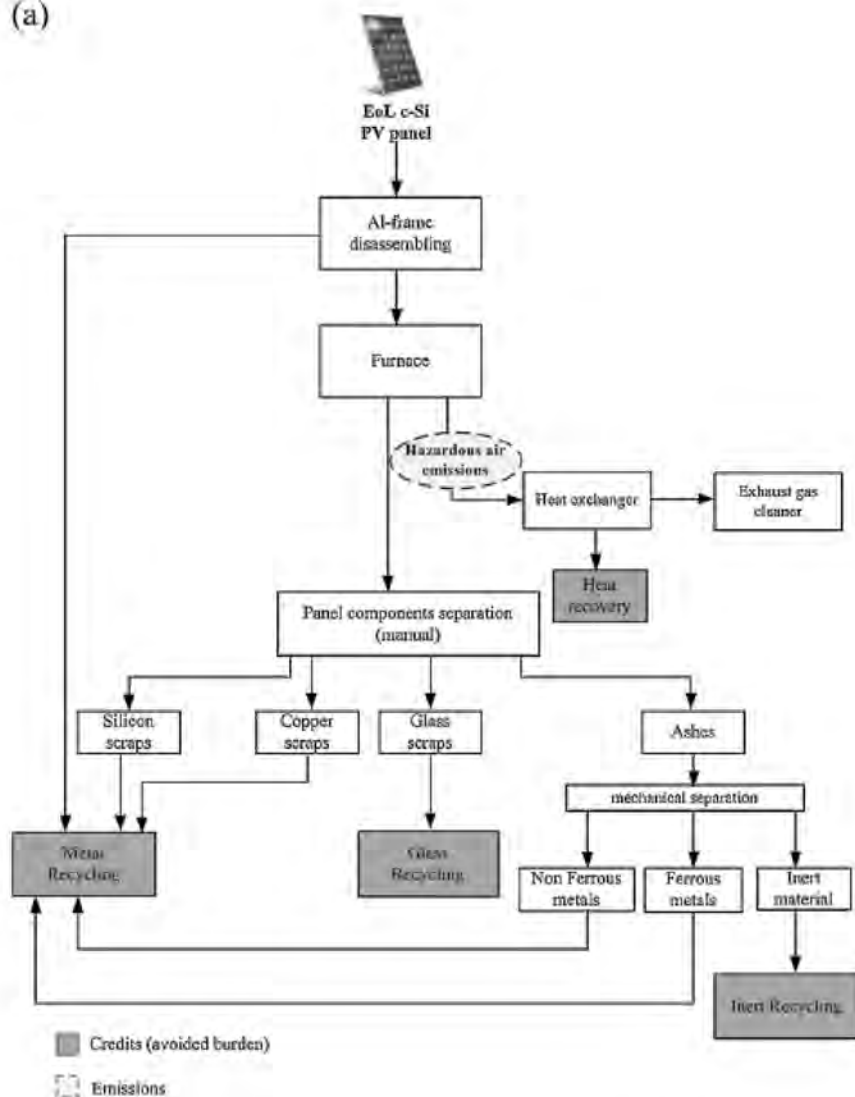 (a)
EoL c-Si
PV panel
Al-frame
disassembling
Furnace
Hazardous air
emissions
Heat exchanger
Exhaust gas
cleaner
Heat
recovery
Panel components separation
(manual)
Silicon
scraps
Copper
scraps
Glass
scraps
Ashes
mechanical separation
Metal
Recycling
Glass
Recycling
Non Ferrous
metals
Ferrous
metals
Inert
material
Inert Recycling
Credits (avoided burden)
Emissions